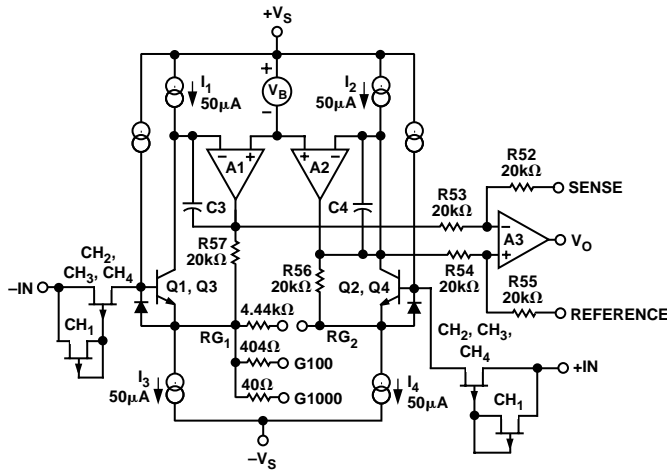 +VS
I1
50μA
+
VB
−
I2
50μA
−
+
A1
+
−
A2
C3
C4
R53
20kΩ
R52
20kΩ
SENSE
−
+
A3
VO
R57
20kΩ
R56
20kΩ
R54
20kΩ
R55
20kΩ
REFERENCE
CH2,
CH3, CH4
−IN
Q1, Q3
Q2, Q4
CH1
4.44kΩ
RG1
RG2
404Ω
G100
40Ω
G1000
I3
50μA
I4
50μA
CH2, CH3,
CH4
+IN
CH1
−VS